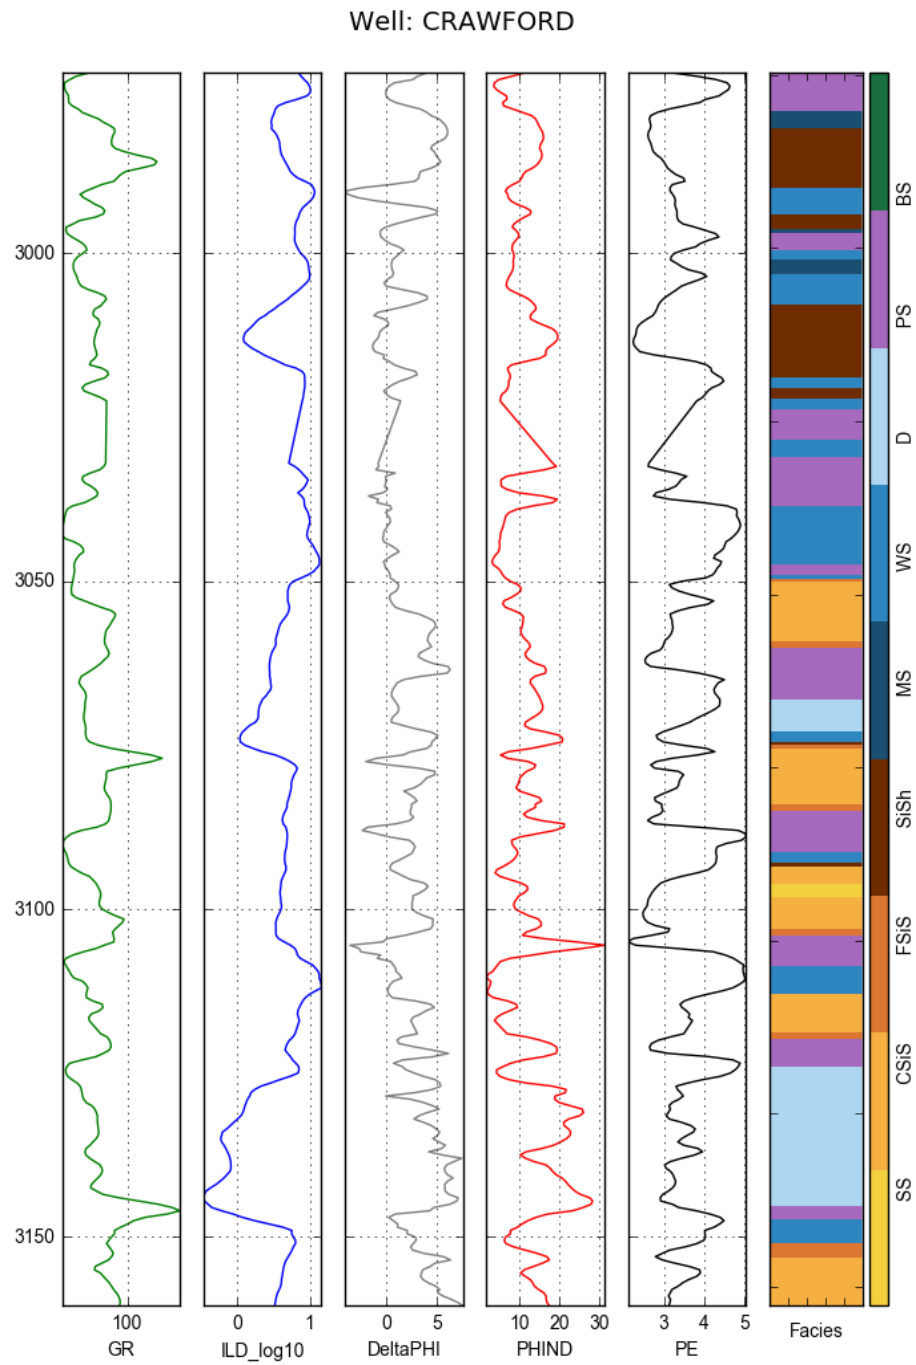 Well: CRAWFORD
3000
3050
3100
3150
100
GR
0 1
ILD_log10
0 5
DeltaPHI
10 20 30
PHIND
3 4 5
PE
Facies
BS
PS
D
WS
MS
SiSh
FSiS
CSiS
SS